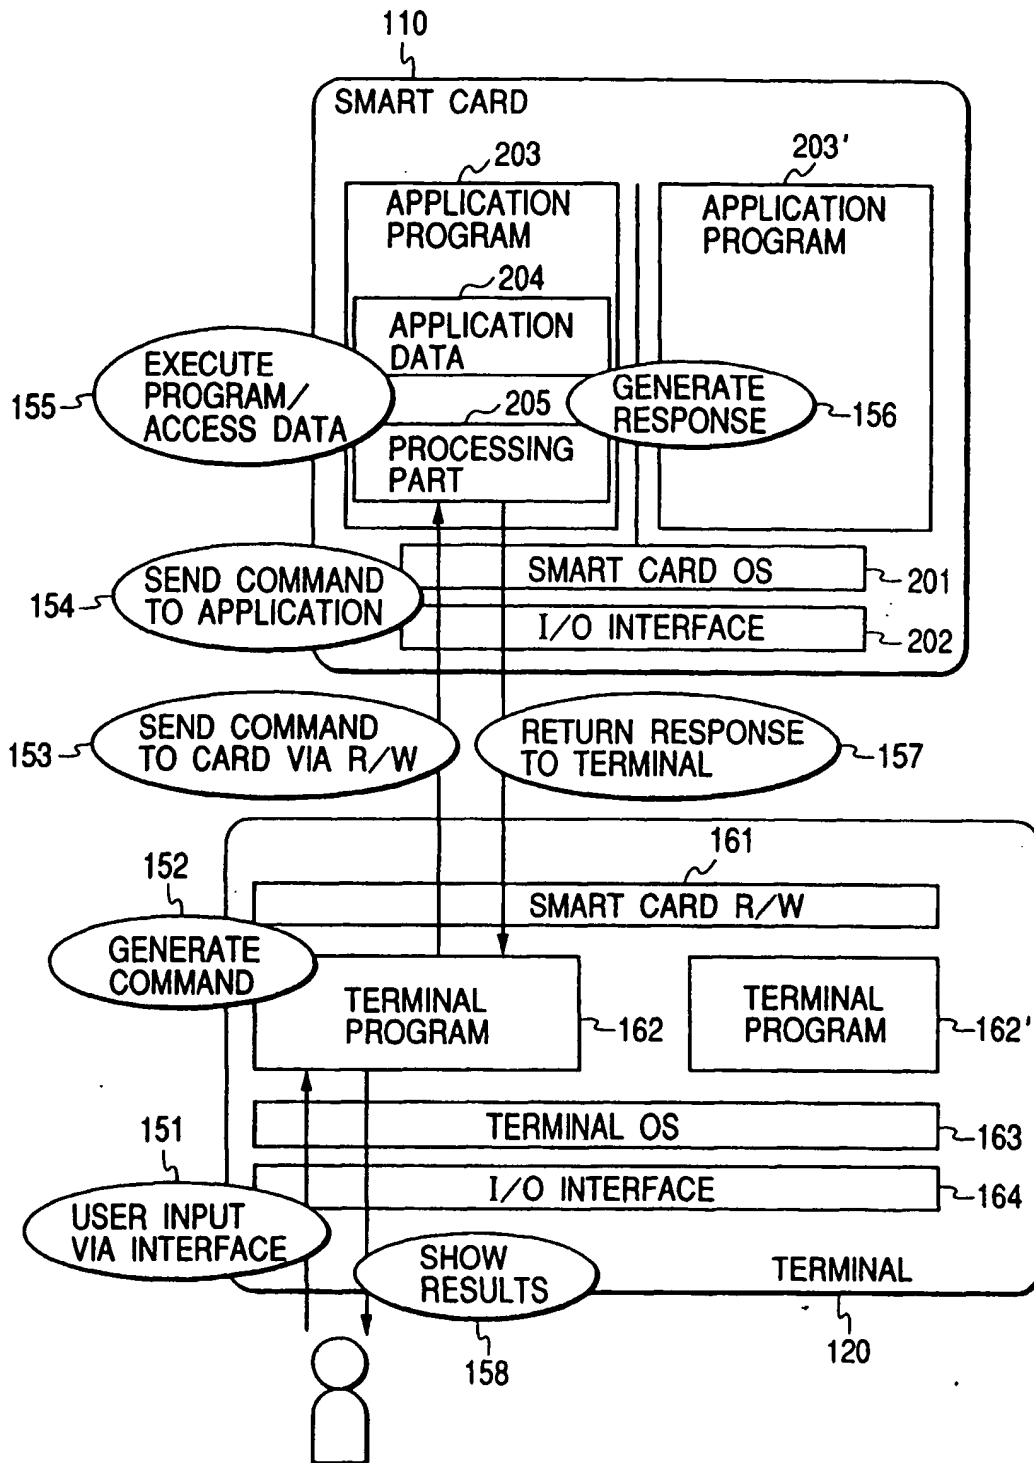 110
SMART CARD
203
203'
APPLICATION
PROGRAM
APPLICATION
PROGRAM
204
APPLICATION
DATA
155
EXECUTE
PROGRAM/
ACCESS DATA
205
GENERATE
RESPONSE
156
PROCESSING
PART
154
SEND COMMAND
TO APPLICATION
SMART CARD OS
201
I/O INTERFACE
202
153
SEND COMMAND
TO CARD VIA R/W
RETURN RESPONSE
TO TERMINAL
157
161
152
SMART CARD R/W
GENERATE
COMMAND
TERMINAL
PROGRAM
162
TERMINAL
PROGRAM
162'
151
TERMINAL OS
163
I/O INTERFACE
164
USER INPUT
VIA INTERFACE
SHOW
RESULTS
158
TERMINAL
120